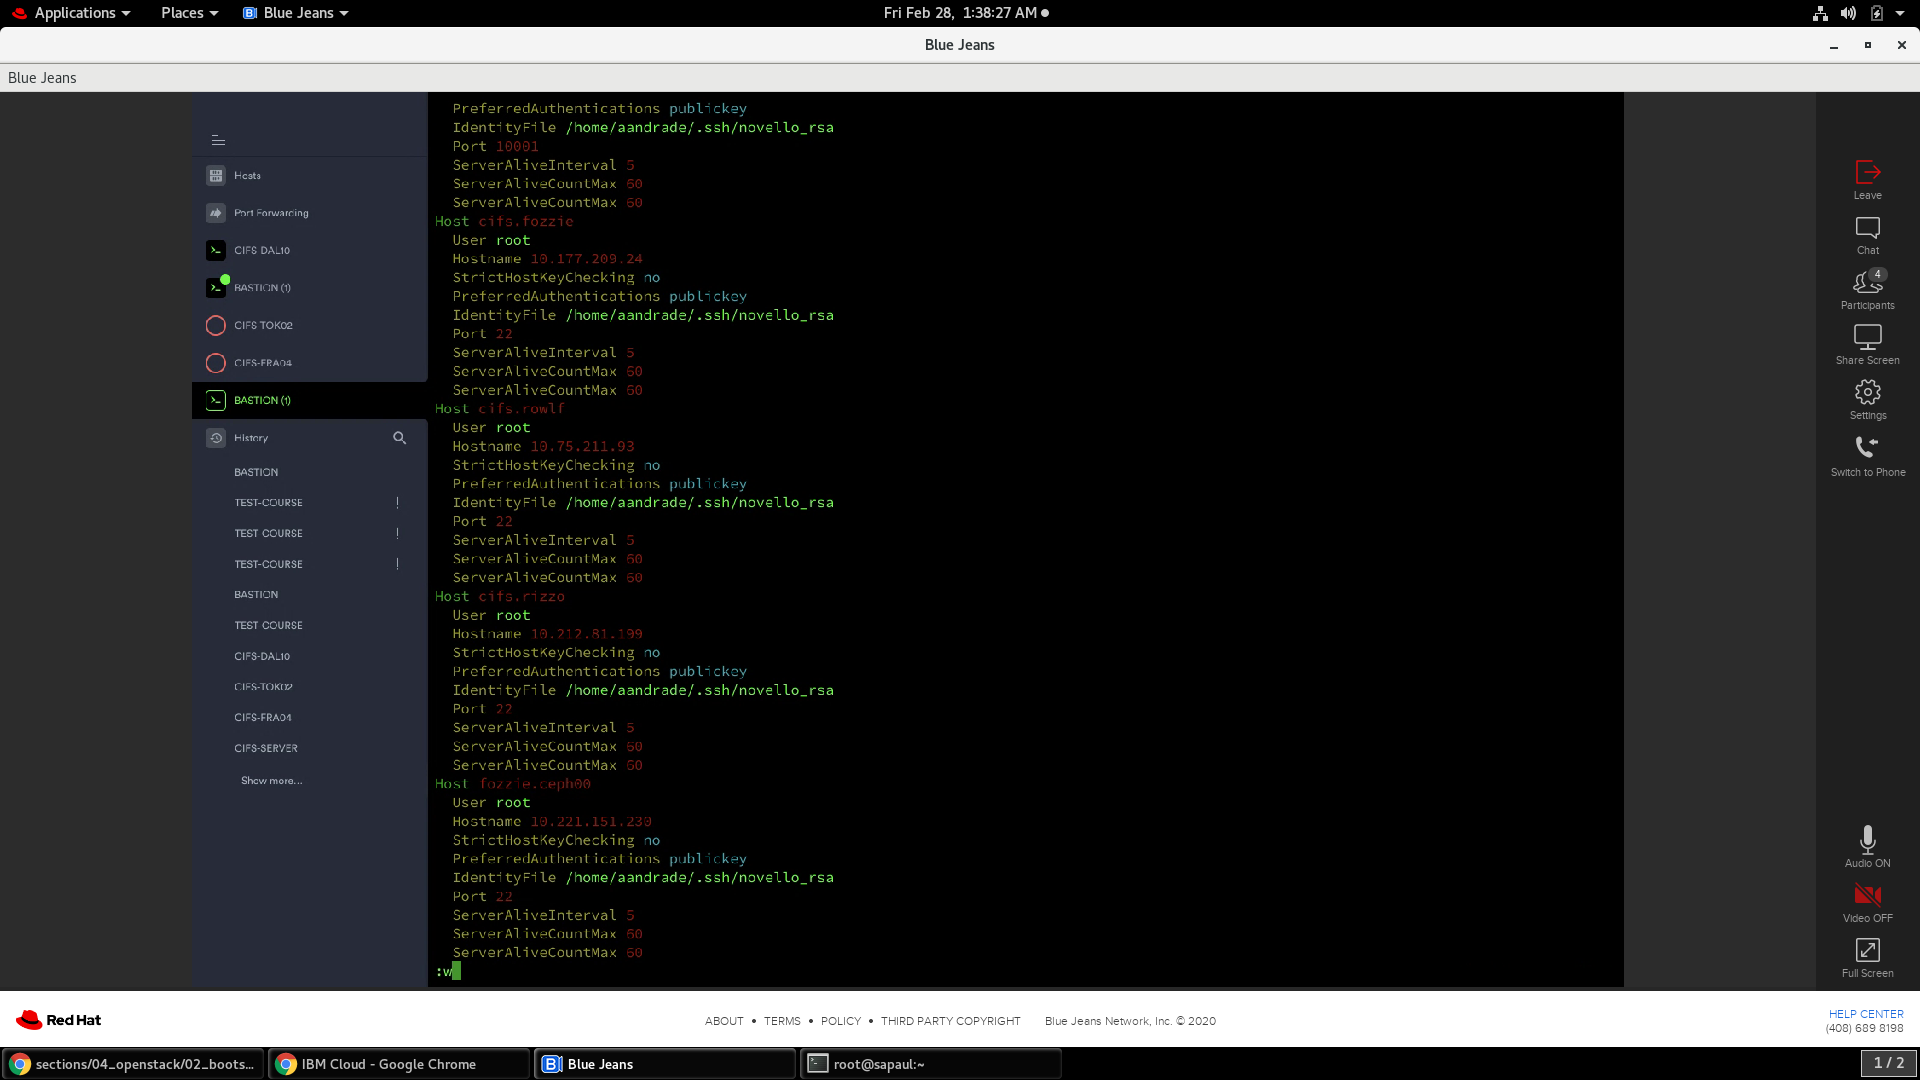 Applications Places Blue Jeans Fri Feb 28, 1:38:27 AM
Blue Jeans
Blue Jeans
Hosts
Port Forwarding
CIFS-DAL10
BASTION (1)
CIFS-TOK02
CIFS-FRA04
BASTION (1)
History
BASTION
TEST-COURSE !
TEST-COURSE !
TEST-COURSE !
BASTION
TEST-COURSE
CIFS-DAL10
CIFS-TOK02
CIFS-FRA04
CIFS-SERVER
Show more...
PreferredAuthentications publickey
IdentityFile /home/aandrade/.ssh/novello_rsa
Port 10001
ServerAliveInterval 5
ServerAliveCountMax 60
ServerAliveCountMax 60
Host cifs.fozzie
User root
Hostname 10.177.209.24
StrictHostKeyChecking no
PreferredAuthentications publickey
IdentityFile /home/aandrade/.ssh/novello_rsa
Port 22
ServerAliveInterval 5
ServerAliveCountMax 60
ServerAliveCountMax 60
Host cifs.rowlf
User root
Hostname 10.75.211.93
StrictHostKeyChecking no
PreferredAuthentications publickey
IdentityFile /home/aandrade/.ssh/novello_rsa
Port 22
ServerAliveInterval 5
ServerAliveCountMax 60
ServerAliveCountMax 60
Host cifs.rizzo
User root
Hostname 10.212.81.199
StrictHostKeyChecking no
PreferredAuthentications publickey
IdentityFile /home/aandrade/.ssh/novello_rsa
Port 22
ServerAliveInterval 5
ServerAliveCountMax 60
ServerAliveCountMax 60
Host fozzie.ceph00
User root
Hostname 10.221.151.230
StrictHostKeyChecking no
PreferredAuthentications publickey
IdentityFile /home/aandrade/.ssh/novello_rsa
Port 22
ServerAliveInterval 5
ServerAliveCountMax 60
ServerAliveCountMax 60
:w
Leave
Chat
4
Participants
Share Screen
Settings
Switch to Phone
Audio ON
Video OFF
Full Screen
Red Hat
ABOUT • TERMS • POLICY • THIRD PARTY COPYRIGHT Blue Jeans Network, Inc. © 2020
HELP CENTER
(408) 689 8198
sections/04_openstack/02_boots... IBM Cloud - Google Chrome Blue Jeans root@sapaul:~ 1 / 2